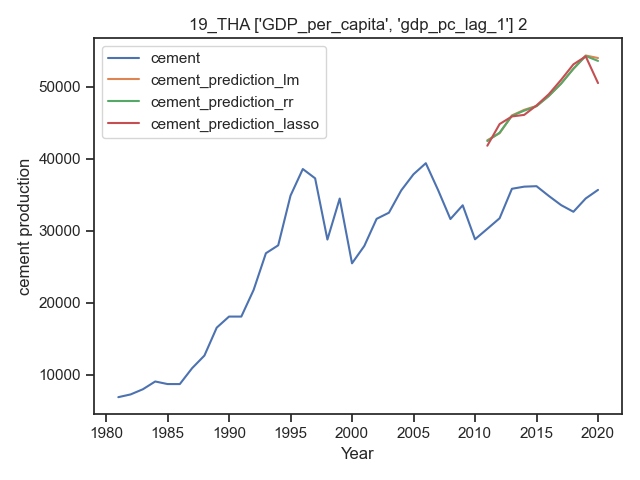 19_THA ['GDP_per_capita', 'gdp_pc_lag_1'] 2
cement
cement_prediction_lm
cement_prediction_rr
cement_prediction_lasso
50000
40000
30000
20000
10000
cement production
1980 1985 1990 1995 2000 2005 2010 2015 2020
Year